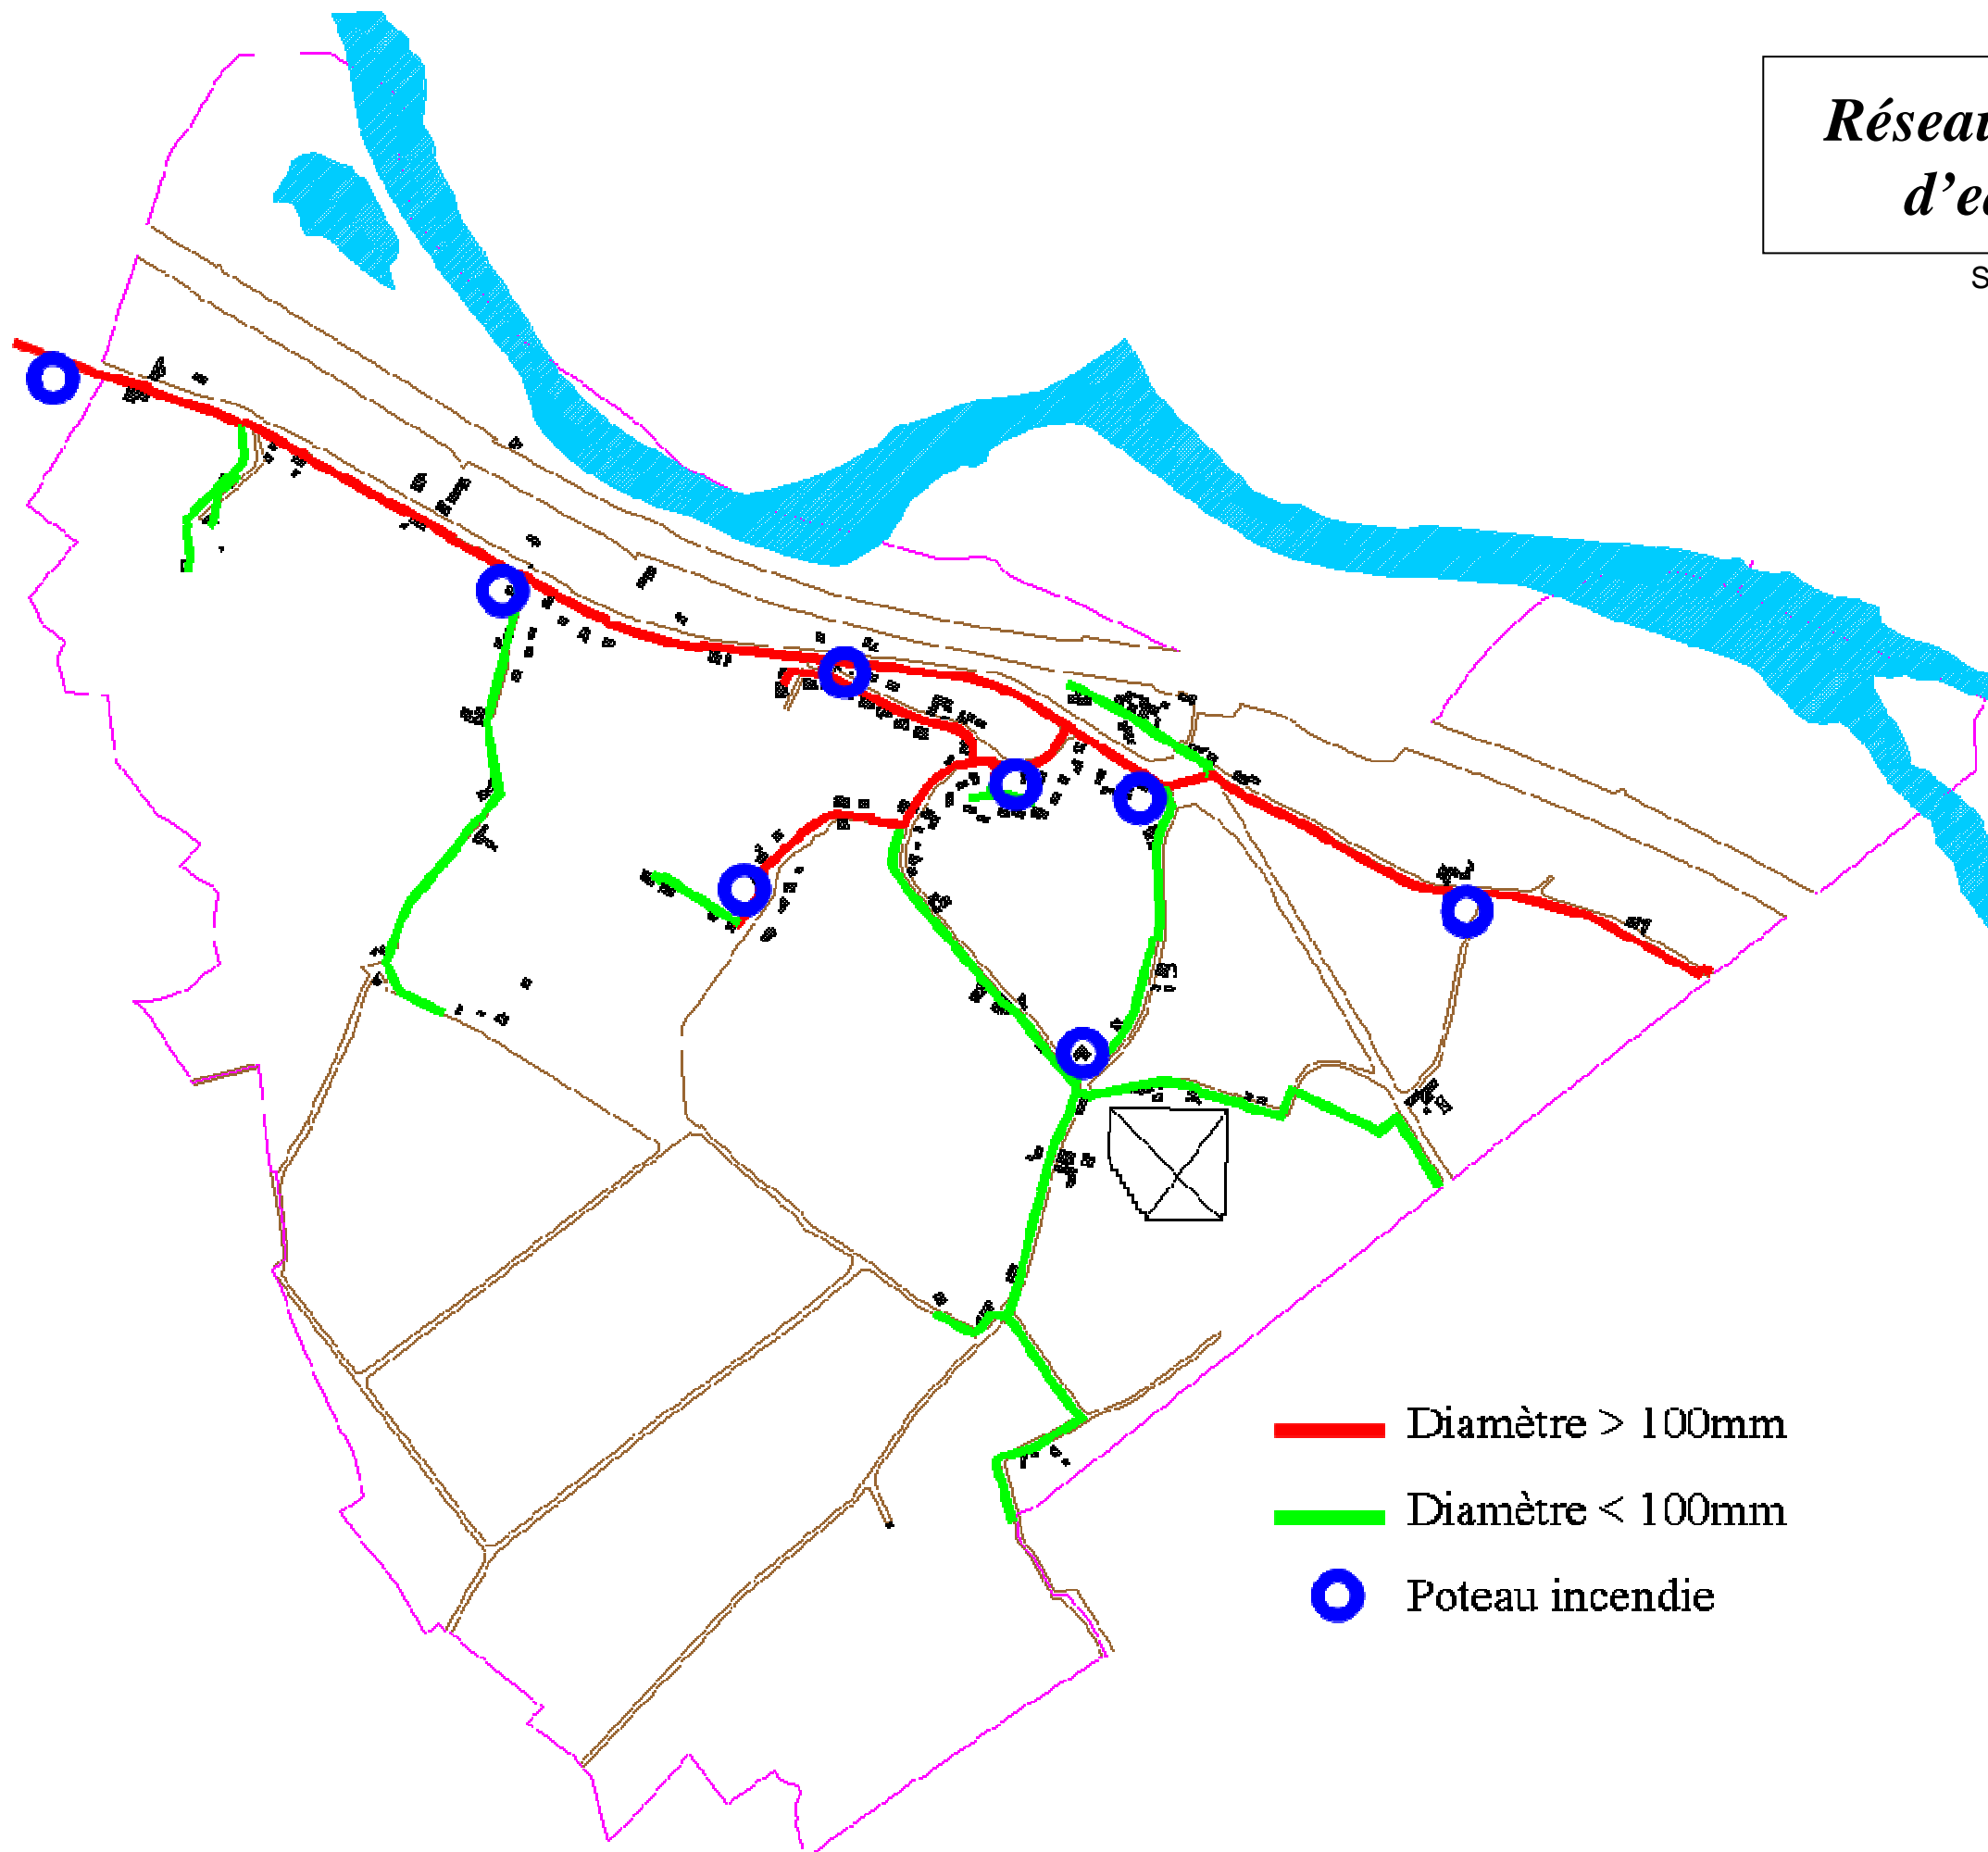 Réseau
d'e
S
Diamètre > 100mm
Diamètre < 100mm
Poteau incendie